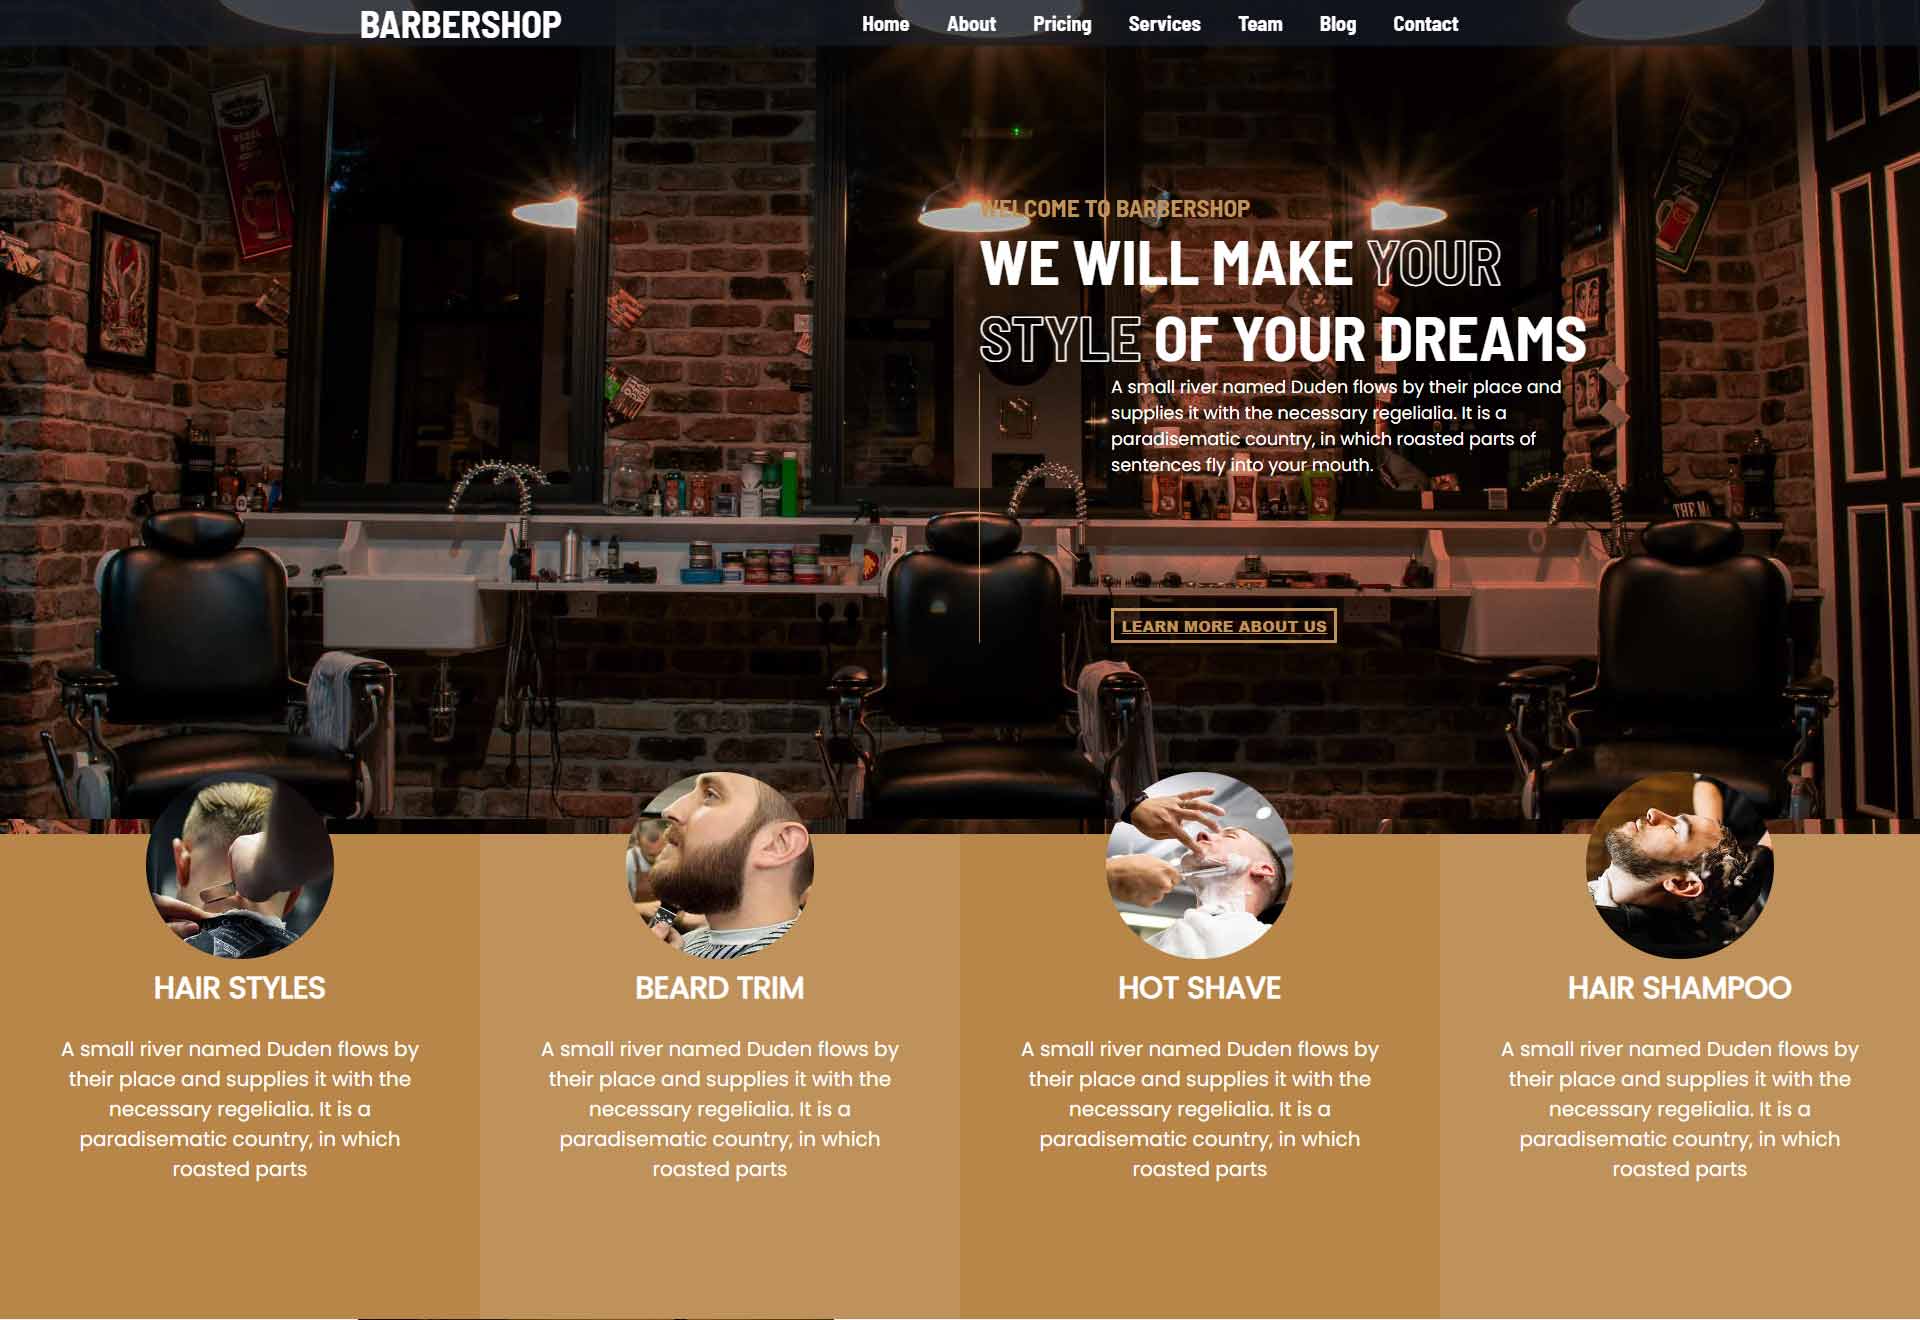 BARBERSHOP
Home About Pricing Services Team Blog Contact
WELCOME TO BARBERSHOP
WE WILL MAKE YOUR
STYLE OF YOUR DREAMS
A small river named Duden flows by their place and
supplies it with the necessary regelialia. It is a
paradisematic country, in which roasted parts of
sentences fly into your mouth.
THE MA
LEARN MORE ABOUT US
HAIR STYLES
A small river named Duden flows by
their place and supplies it with the
necessary regelialia. It is a
paradisematic country, in which
roasted parts
BEARD TRIM
A small river named Duden flows by
their place and supplies it with the
necessary regelialia. It is a
paradisematic country, in which
roasted parts
HOT SHAVE
A small river named Duden flows by
their place and supplies it with the
necessary regelialia. It is a
paradisematic country, in which
roasted parts
HAIR SHAMPOO
A small river named Duden flows by
their place and supplies it with the
necessary regelialia. It is a
paradisematic country, in which
roasted parts